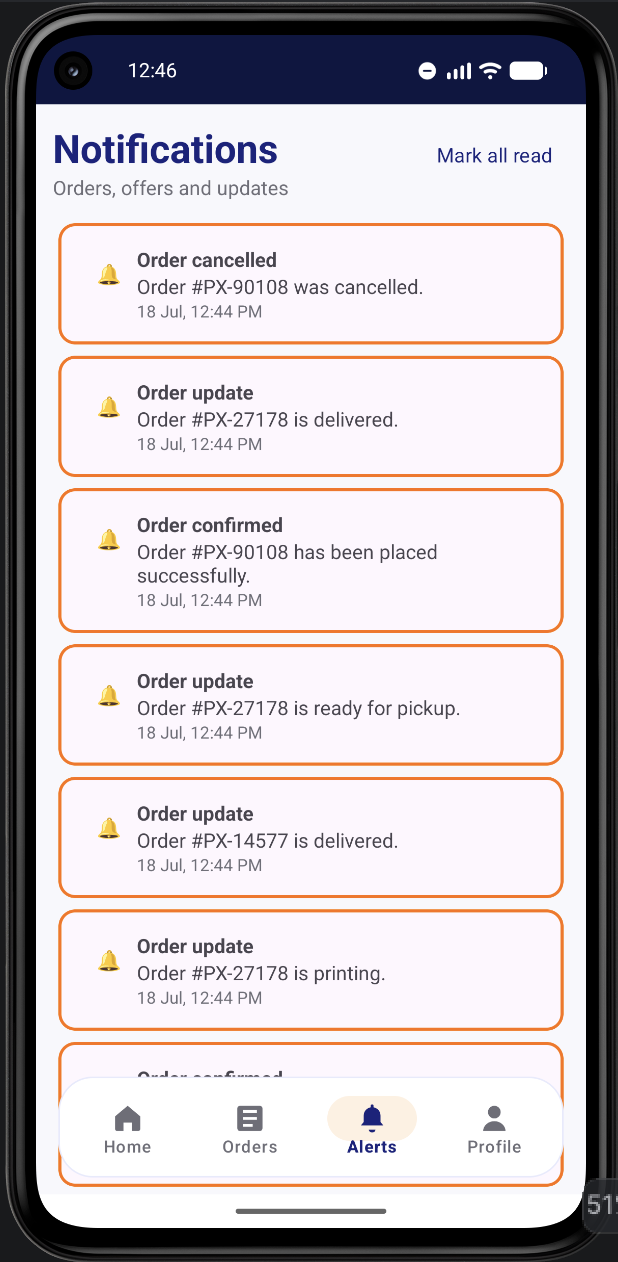 12:46
Notifications
Mark all read
Orders, offers and updates
Order cancelled
Order #PX-90108 was cancelled.
18 Jul, 12:44 PM
Order update
Order #PX-27178 is delivered.
18 Jul, 12:44 PM
Order confirmed
Order #PX-90108 has been placed
successfully.
18 Jul, 12:44 PM
Order update
Order #PX-27178 is ready for pickup.
18 Jul, 12:44 PM
Order update
Order #PX-14577 is delivered.
18 Jul, 12:44 PM
Order update
Order #PX-27178 is printing.
18 Jul, 12:44 PM
Order confirmed
Home
Orders
Alerts
Profile